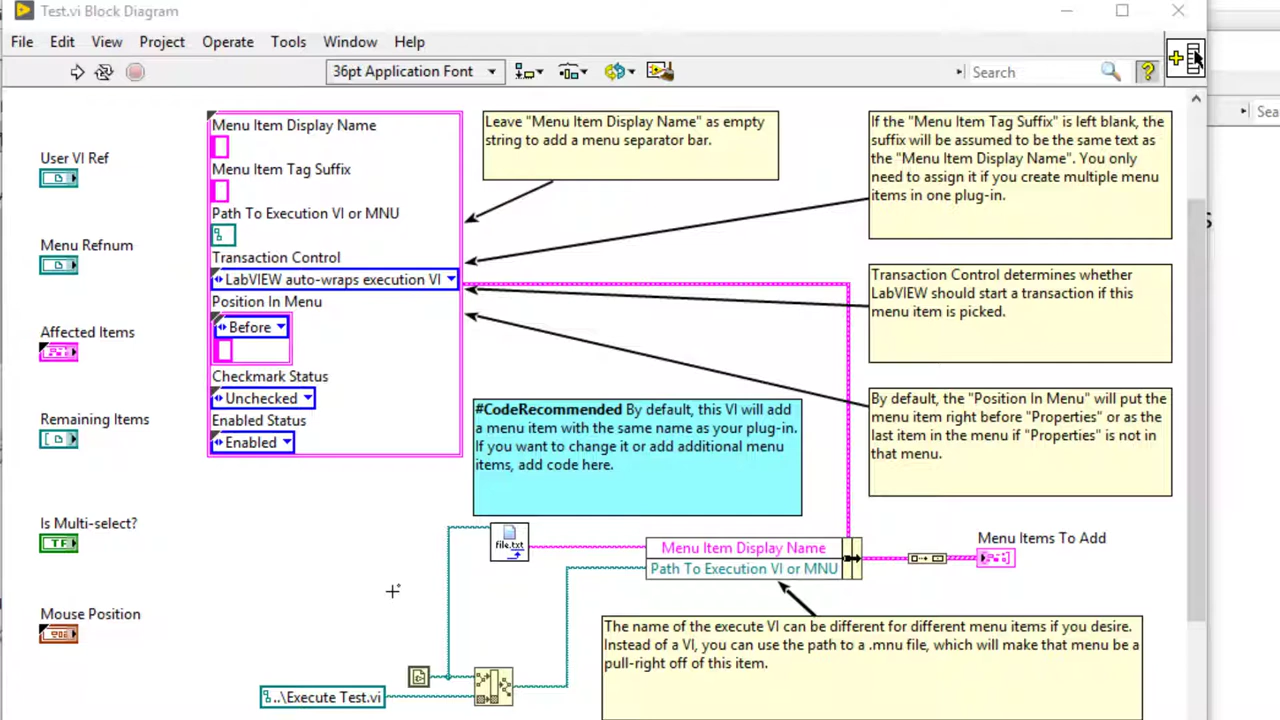 Test.vi Block Diagram
File Edit View Project Operate Tools Window Help
36pt Application Font
Search
?
Sea
User VI Ref
Menu Refnum
Affected Items
Remaining Items
Is Multi-select?
TF
Mouse Position
Menu Item Display Name
Menu Item Tag Suffix
Path To Execution VI or MNU
Transaction Control
LabVIEW auto-wraps execution VI
Position In Menu
Before
Checkmark Status
Unchecked
Enabled Status
Enabled
Leave "Menu Item Display Name" as empty
string to add a menu separator bar.
If the "Menu Item Tag Suffix" is left blank, the
suffix will be assumed to be the same text as
the "Menu Item Display Name". You only
need to assign it if you create multiple menu
items in one plug-in.
Transaction Control determines whether
LabVIEW should start a transaction if this
menu item is picked.
By default, the "Position In Menu" will put the
menu item right before "Properties" or as the
last item in the menu if "Properties" is not in
that menu.
#CodeRecommended By default, this VI will add
a menu item with the same name as your plug-in.
If you want to change it or add additional menu
items, add code here.
file.txt
Menu Item Display Name
Path To Execution VI or MNU
Menu Items To Add
The name of the execute VI can be different for different menu items if you desire.
Instead of a VI, you can use the path to a .mnu file, which will make that menu be a
pull-right off of this item.
..\Execute Test.vi